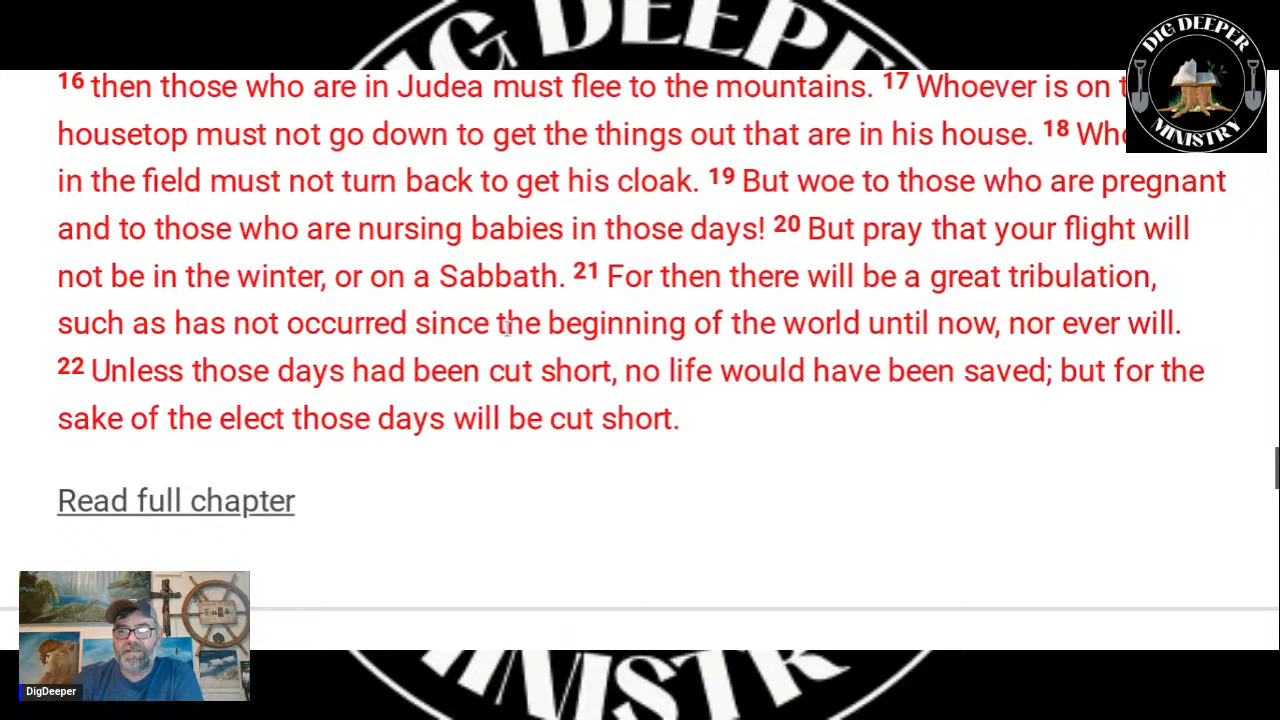 DIG DEEPER
16 then those who are in Judea must flee to the mountains. 17 Whoever is on t
housetop must not go down to get the things out that are in his house. 18 Who
in the field must not turn back to get his cloak. 19 But woe to those who are pregnant
and to those who are nursing babies in those days! 20 But pray that your flight will
not be in the winter, or on a Sabbath. 21 For then there will be a great tribulation,
such as has not occurred since the beginning of the world until now, nor ever will.
22 Unless those days had been cut short, no life would have been saved; but for the
sake of the elect those days will be cut short.
Read full chapter
DIG DEEPER
MINISTRY
DigDeeper
MINISTRY